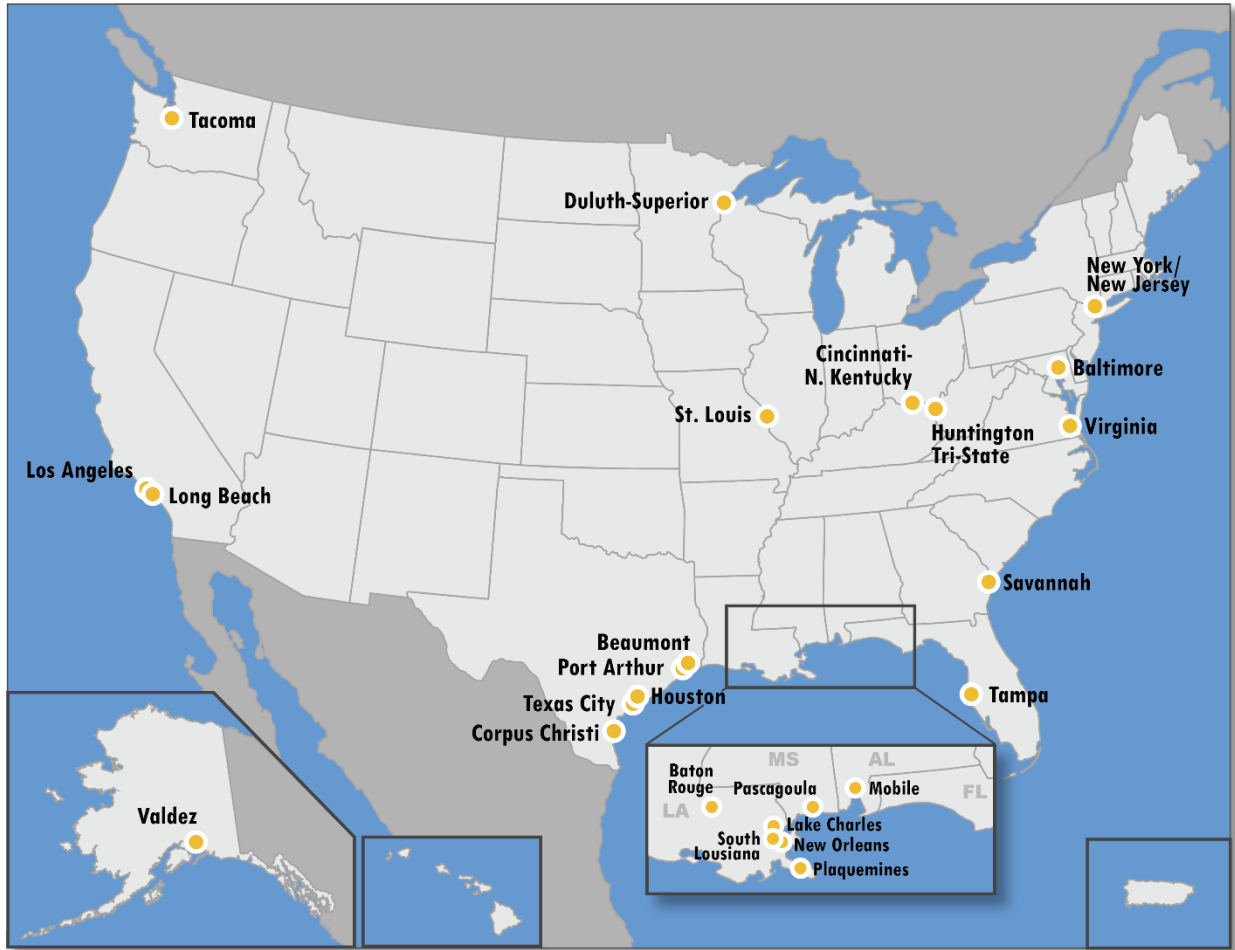 Tacoma
Duluth-Superior
New York/
New Jersey
Cincinnati-
N. Kentucky
Baltimore
St. Louis
Huntington
Tri-State
Virginia
Los Angeles
Long Beach
Savannah
Beaumont
Port Arthur
Houston
Texas City
Corpus Christi
Tampa
MS
AL
FL
LA
Baton
Rouge
Pascagoula
Mobile
Lake Charles
South
Lousiana
New Orleans
Plaquemines
Valdez